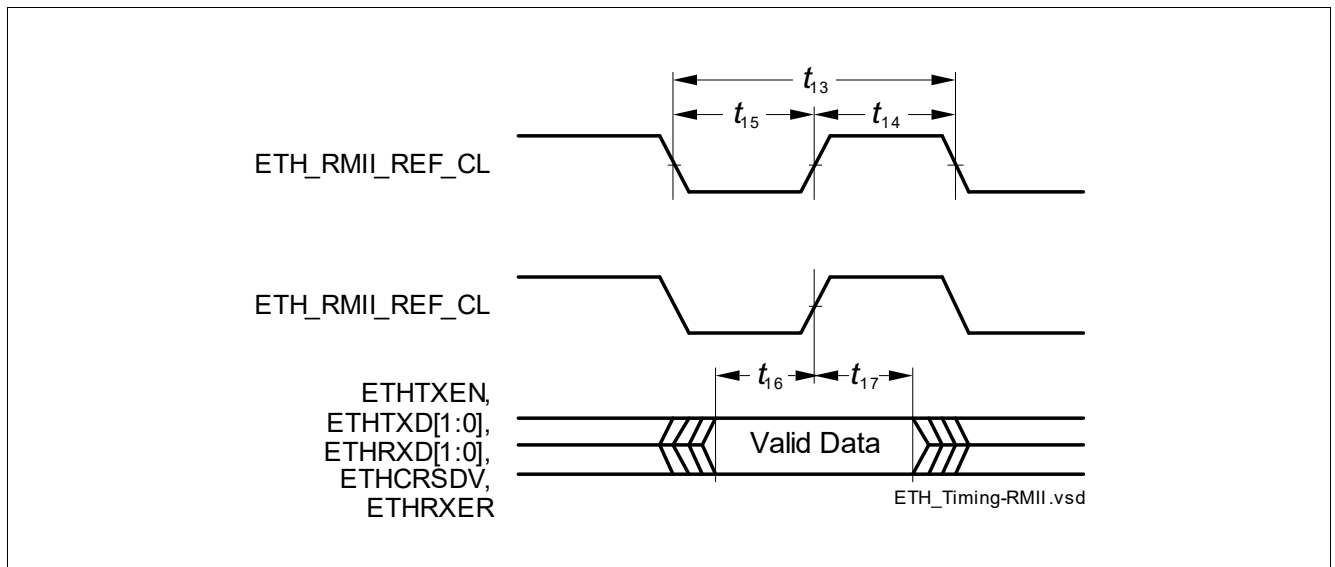 t13
t15
t14
ETH_RMII_REF_CL
ETH_RMII_REF_CL
t16
t17
ETHTXEN,
ETHTXD[1:0],
ETHRXD[1:0],
ETHCRSDV,
ETHRXER
Valid Data
ETH_Timing-RMII.vsd